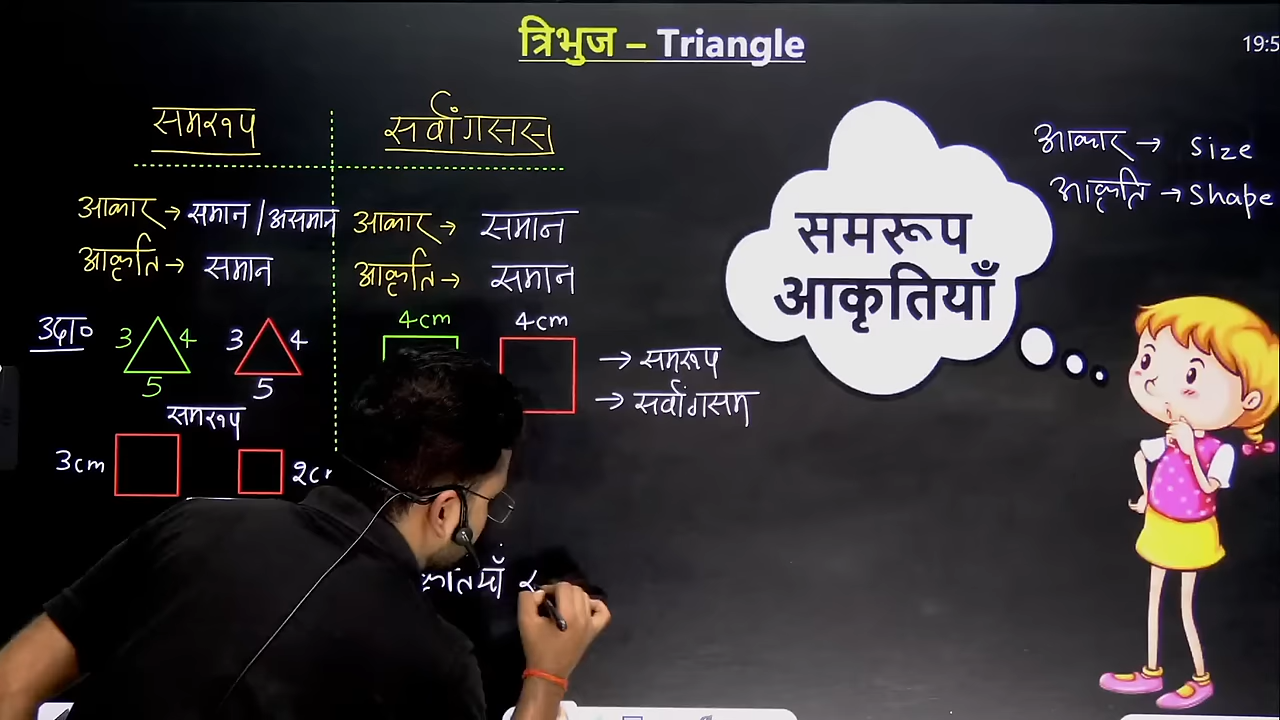 त्रिभुज – Triangle
19:5
समरूप
सर्वांगसम
आकार → समान / असमान
आकृति → समान
आकार → समान
आकृति → समान
उदा०
3 4
5
3 4
5
समरूप
3cm
4cm
4cm
→ समरूप
→ सर्वांगसम
समरूप
आकृतियाँ
आकार → Size
आकृति → Shape